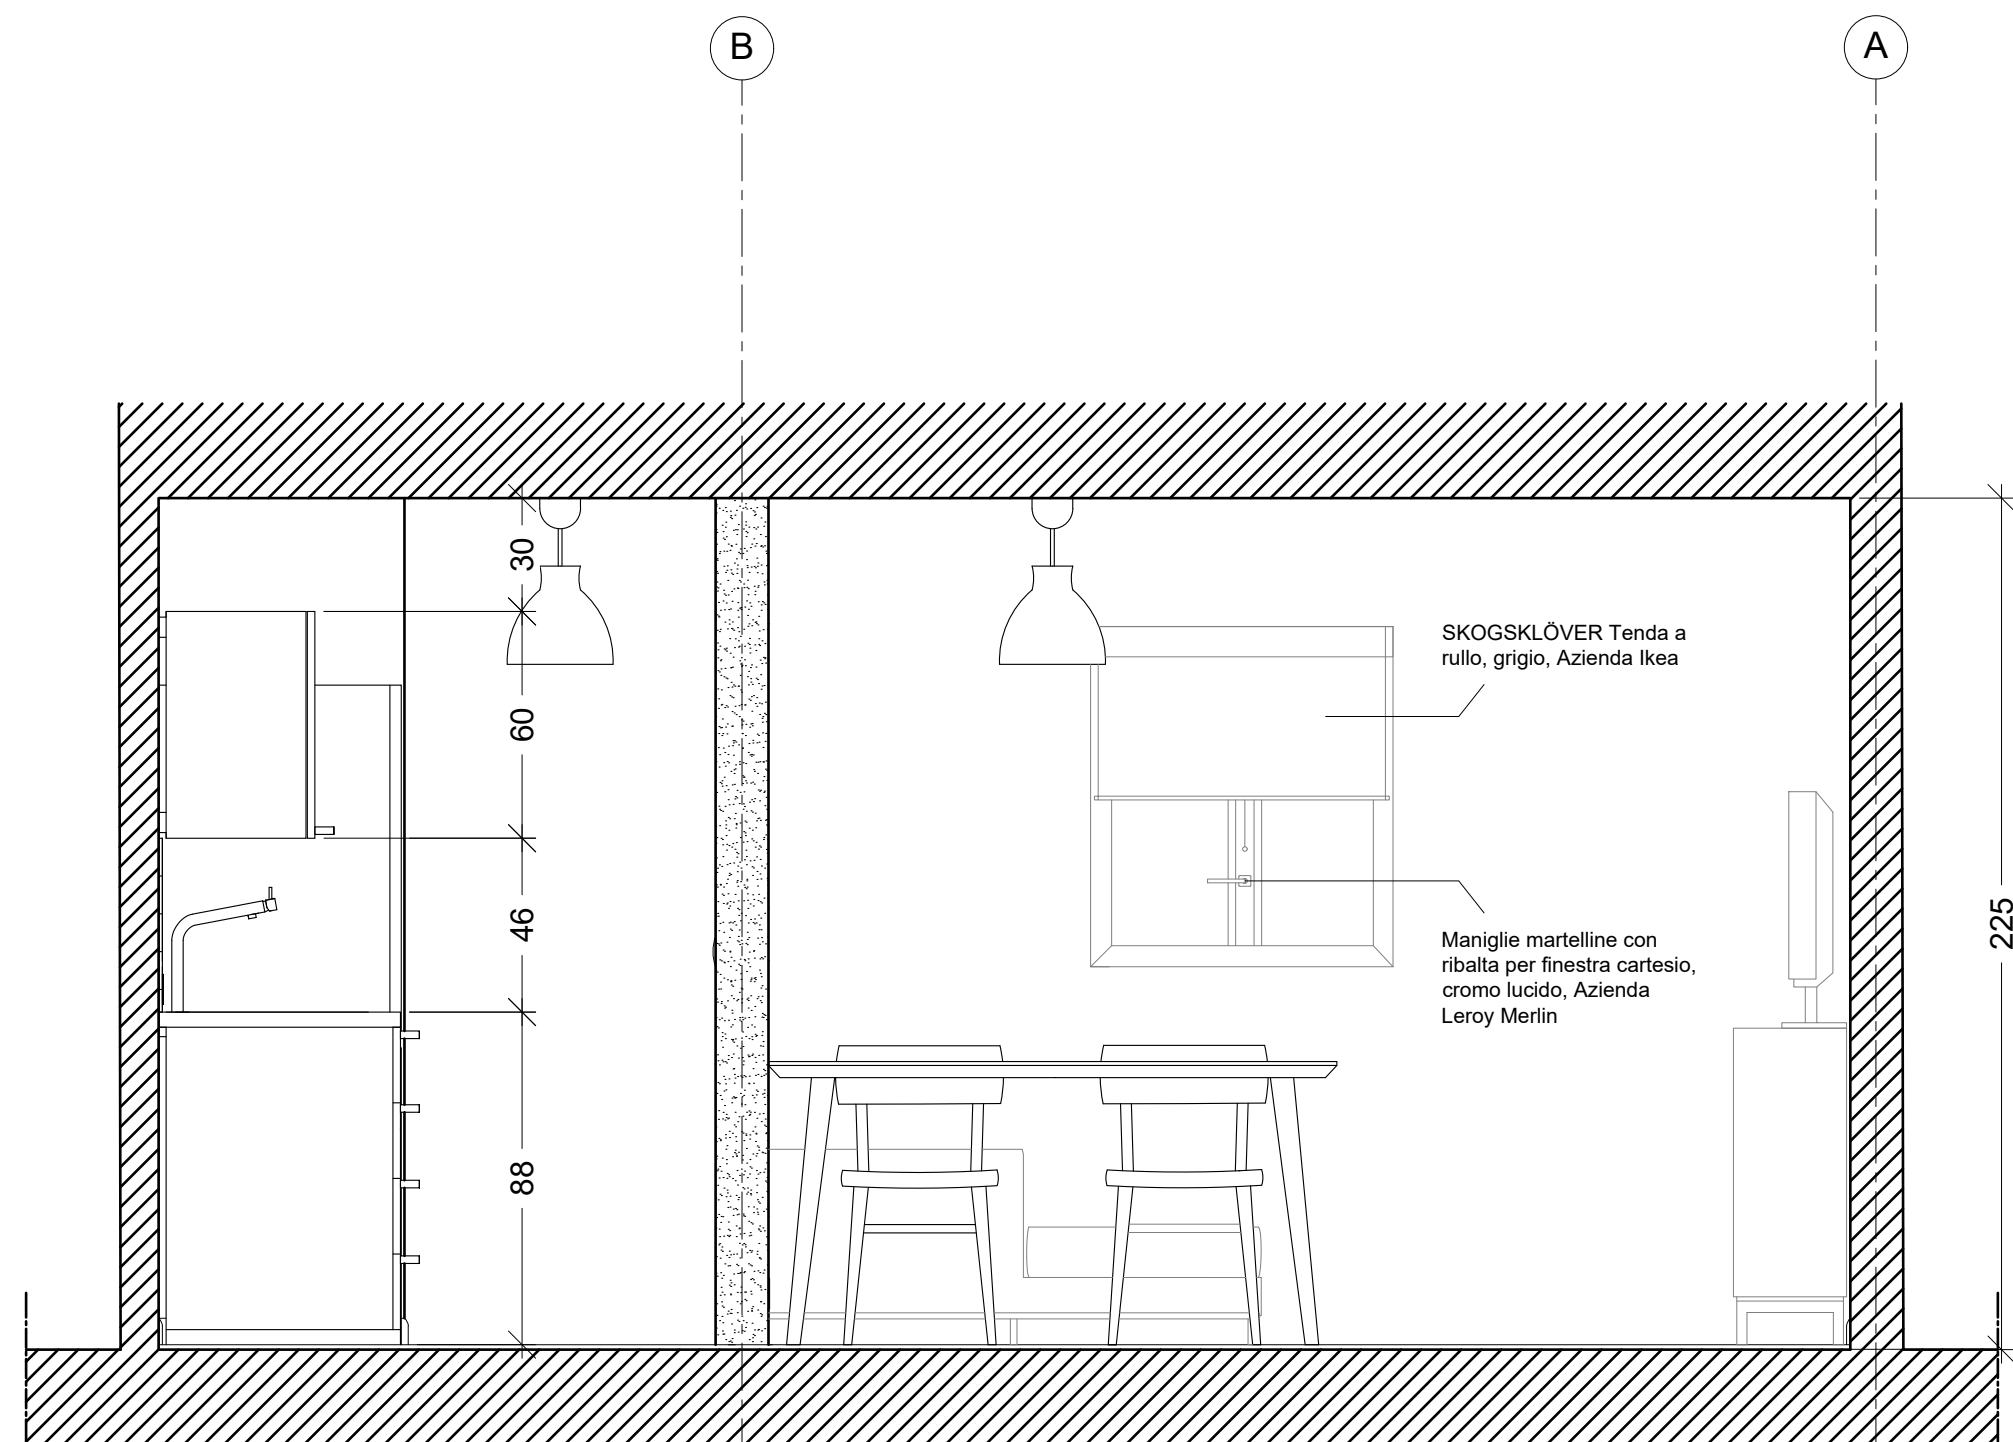 B
A
30
60
46
88
SKOGSKLÖVER Tenda a
rullo, grigio, Azienda Ikea
Maniglie martelline con
ribalta per finestra cartesio,
cromo lucido, Azienda
Leroy Merlin
225